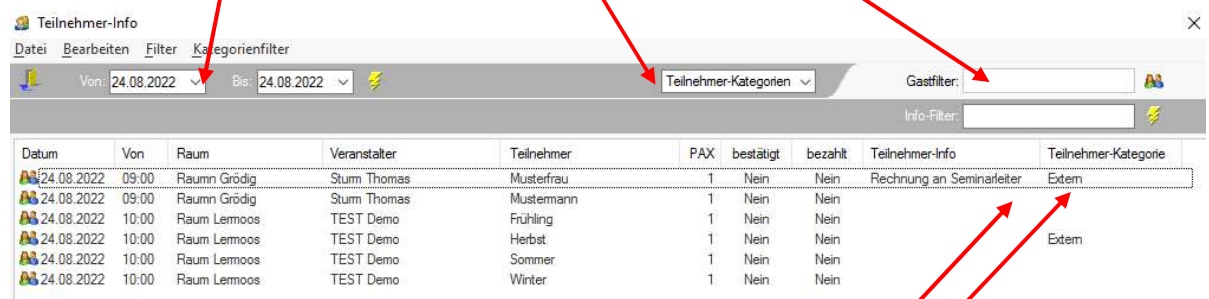 Teilnehmer-Info
Datei Bearbeiten Filter Kategorienfilter
Von: 24.08.2022 Bis: 24.08.2022 Teilnehmer-Kategorien Gastfilter:
Info-Filter:
Datum Von Raum Veranstalter Teilnehmer PAX bestätigt bezahlt Teilnehmer-Info Teilnehmer-Kategorie
24.08.2022 09:00 Raumn Grödig Sturm Thomas Musterfrau 1 Nein Nein Rechnung an Seminarleiter Extern
24.08.2022 09:00 Raumn Grödig Sturm Thomas Mustermann 1 Nein Nein
24.08.2022 10:00 Raum Lermoos TEST Demo Frühling 1 Nein Nein
24.08.2022 10:00 Raum Lermoos TEST Demo Herbst 1 Nein Nein Extern
24.08.2022 10:00 Raum Lermoos TEST Demo Sommer 1 Nein Nein
24.08.2022 10:00 Raum Lermoos TEST Demo Winter 1 Nein Nein